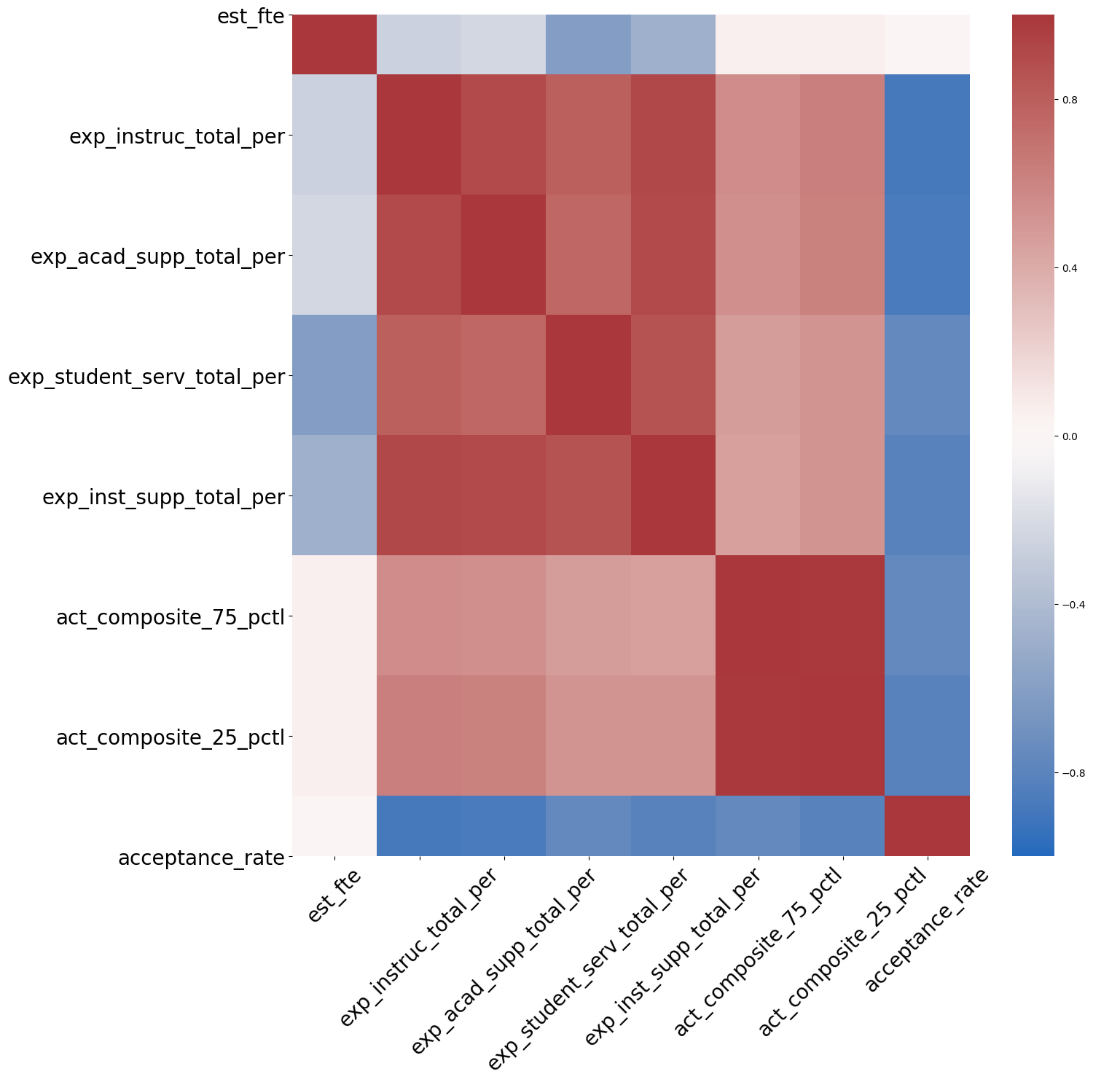 est_fte
exp_instruc_total_per
exp_acad_supp_total_per
exp_student_serv_total_per
exp_inst_supp_total_per
act_composite_75_pctl
act_composite_25_pctl
acceptance_rate
est_fte
exp_instruc_total_per
exp_acad_supp_total_per
exp_student_serv_total_per
exp_inst_supp_total_per
act_composite_75_pctl
act_composite_25_pctl
acceptance_rate
0.8
0.4
0.0
−0.4
−0.8